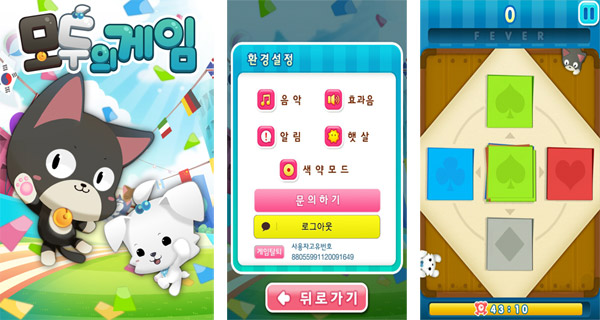 모두의게임
환경설정
음악
효과음
알림
햇살
색약모드
문의하기
로그아웃
게임탈퇴
사용자고유번호
88055991120091649
뒤로가기
0
FEVER
43:10